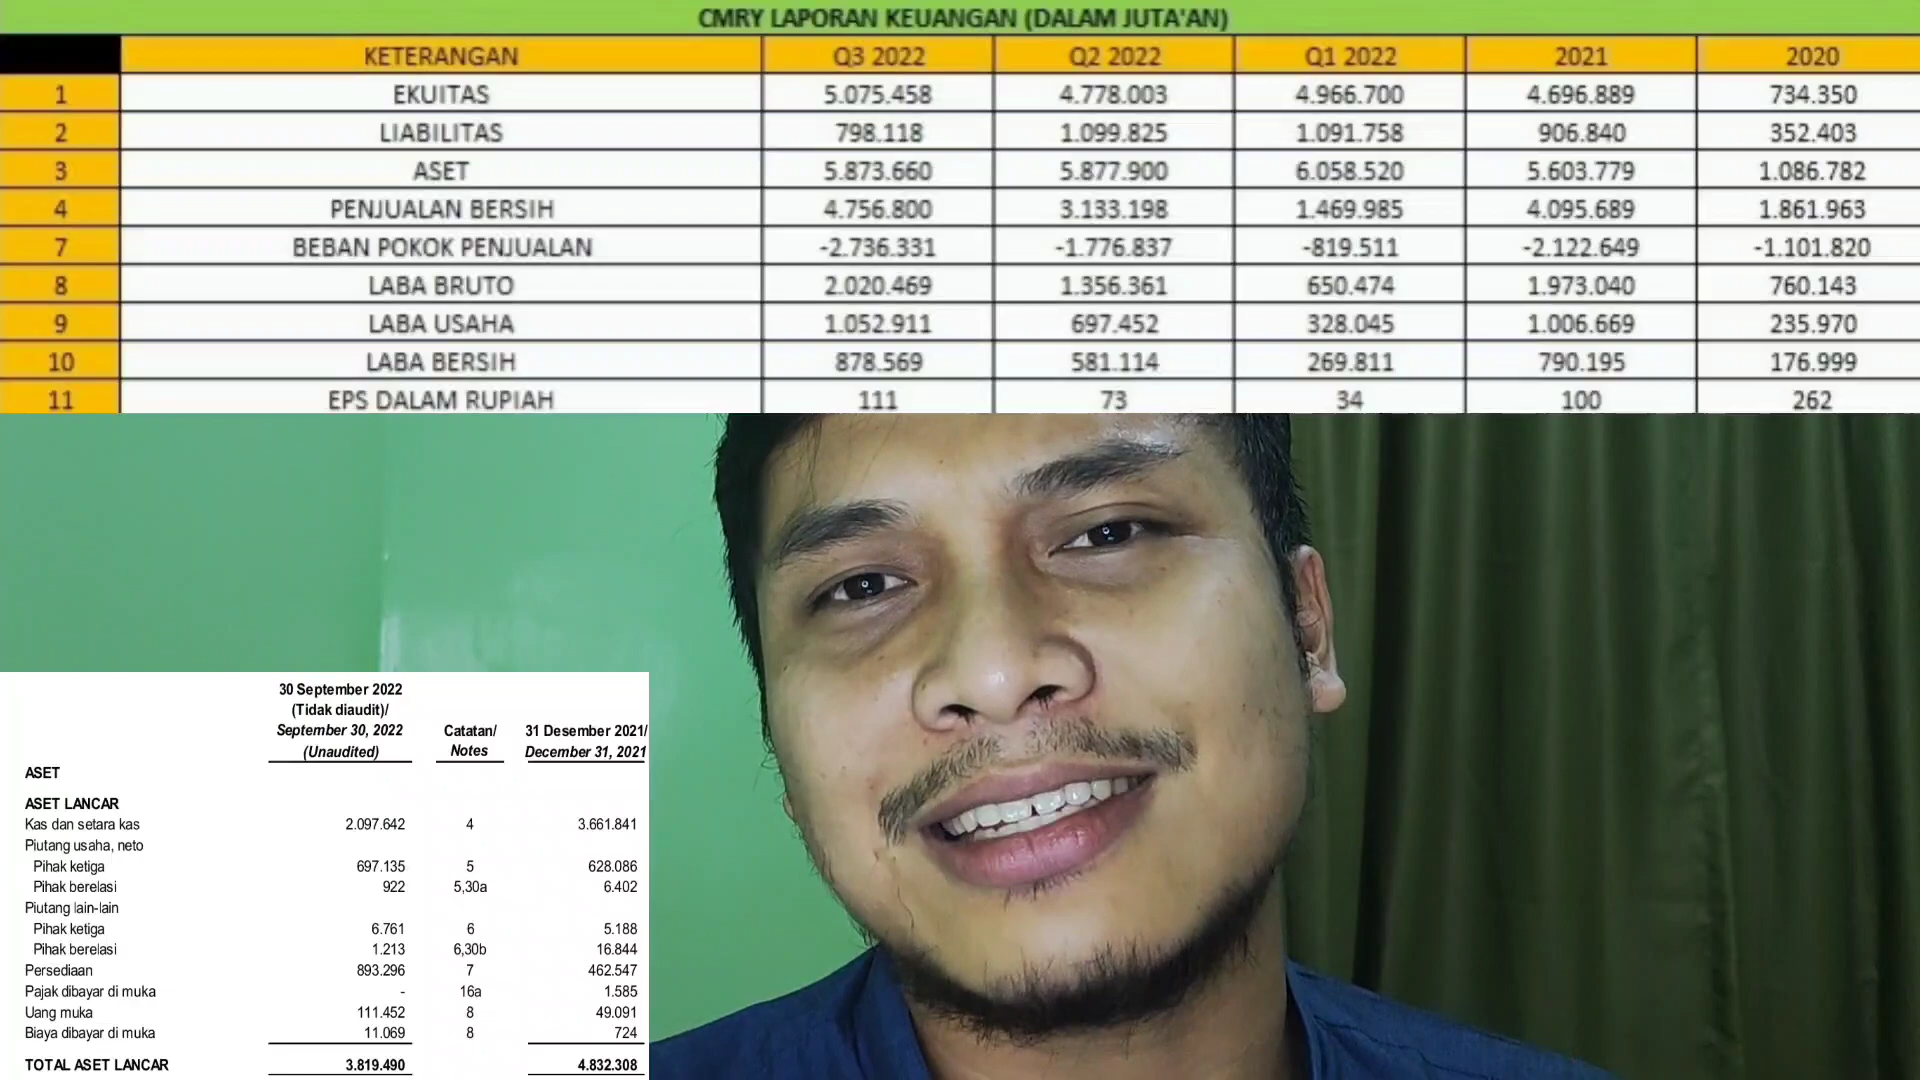 CMRY LAPORAN KEUANGAN (DALAM JUTA'AN)
KETERANGAN Q3 2022 Q2 2022 Q1 2022 2021 2020
1 EKUITAS 5.075.458 4.778.003 4.966.700 4.696.889 734.350
2 LIABILITAS 798.118 1.099.825 1.091.758 906.840 352.403
3 ASET 5.873.660 5.877.900 6.058.520 5.603.779 1.086.782
4 PENJUALAN BERSIH 4.756.800 3.133.198 1.469.985 4.095.689 1.861.963
7 BEBAN POKOK PENJUALAN -2.736.331 -1.776.837 -819.511 -2.122.649 -1.101.820
8 LABA BRUTO 2.020.469 1.356.361 650.474 1.973.040 760.143
9 LABA USAHA 1.052.911 697.452 328.045 1.006.669 235.970
10 LABA BERSIH 878.569 581.114 269.811 790.195 176.999
11 EPS DALAM RUPIAH 111 73 34 100 262
30 September 2022
(Tidak diaudit)/
September 30, 2022 Catatan/ 31 Desember 2021/
(Unaudited) Notes December 31, 2021
ASET
ASET LANCAR
Kas dan setara kas 2.097.642 4 3.661.841
Piutang usaha, neto
Pihak ketiga 697.135 5 628.086
Pihak berelasi 922 5,30a 6.402
Piutang lain-lain
Pihak ketiga 6.761 6 5.188
Pihak berelasi 1.213 6,30b 16.844
Persediaan 893.296 7 462.547
Pajak dibayar di muka - 16a 1.585
Uang muka 111.452 8 49.091
Biaya dibayar di muka 11.069 8 724
TOTAL ASET LANCAR 3.819.490 4.832.308